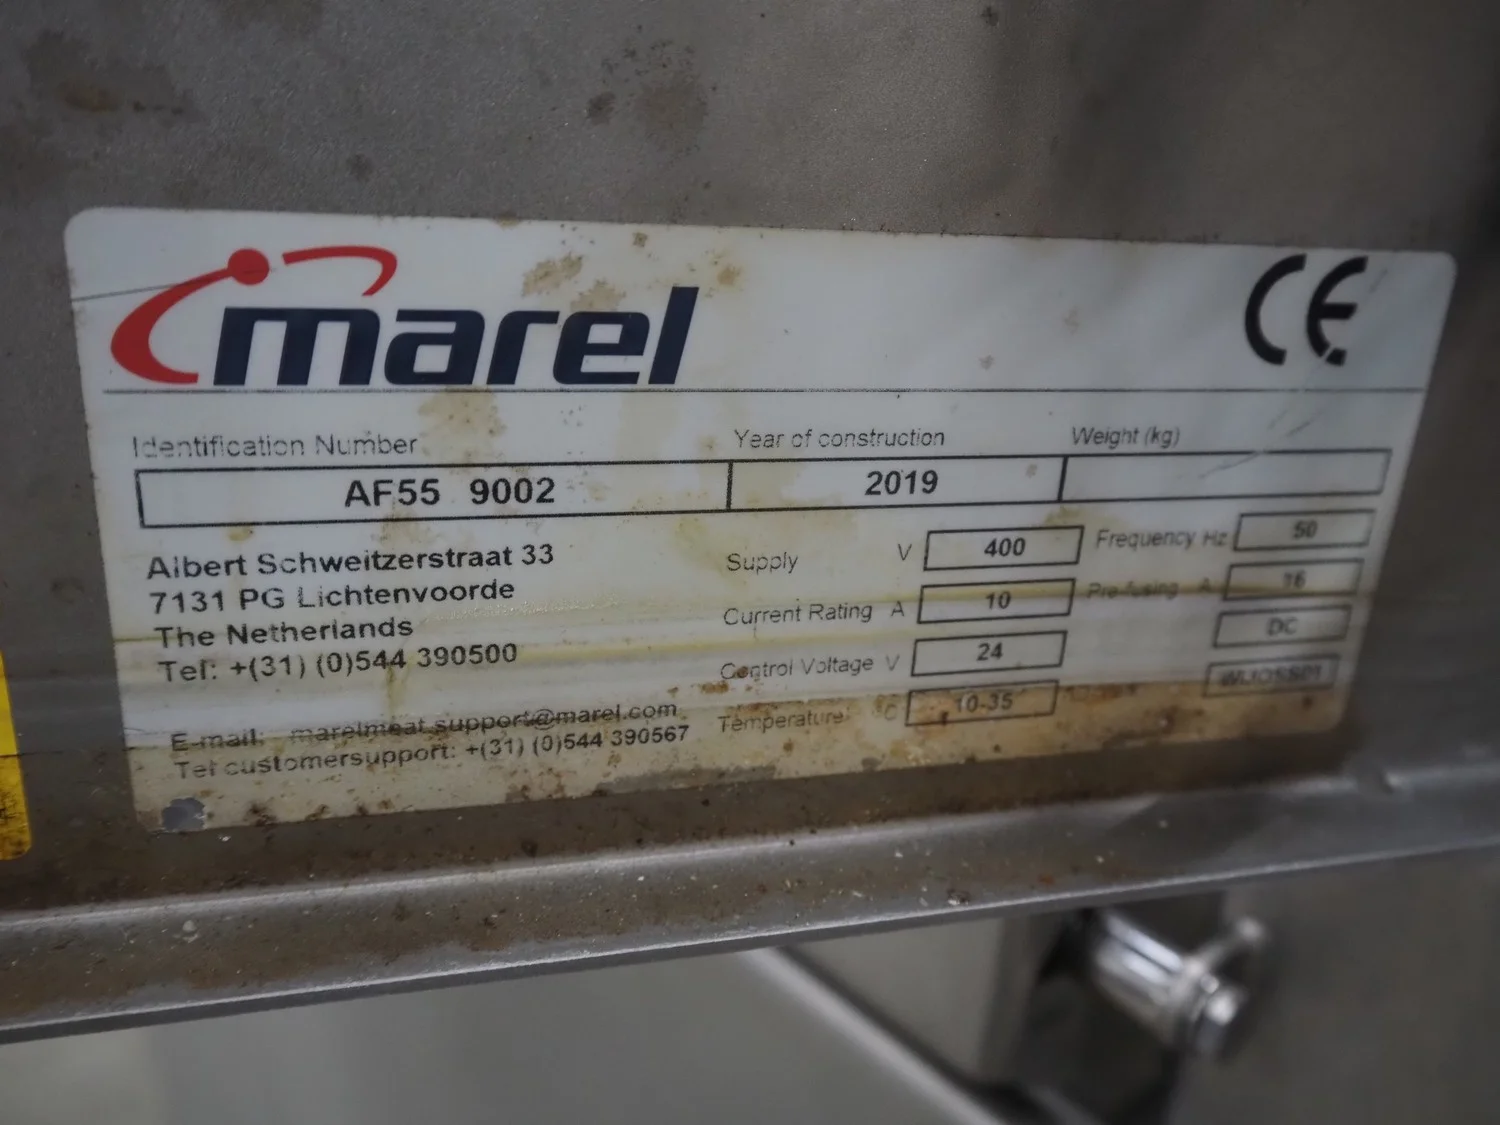 marel
CE
Identification Number Year of construction Weight (kg)
AF55 9002 2019
Albert Schweitzerstraat 33
7131 PG Lichtenvoorde
The Netherlands
Tel: +(31) (0)544 390500
E-mail: marelmeat.support@marel.com
Tel customersupport: +(31) (0)544 390567
Supply V 400 Frequency Hz 50
Current Rating A 10 Pre-fusing A 16
Control Voltage V 24 DC
Temperature °C 10-35